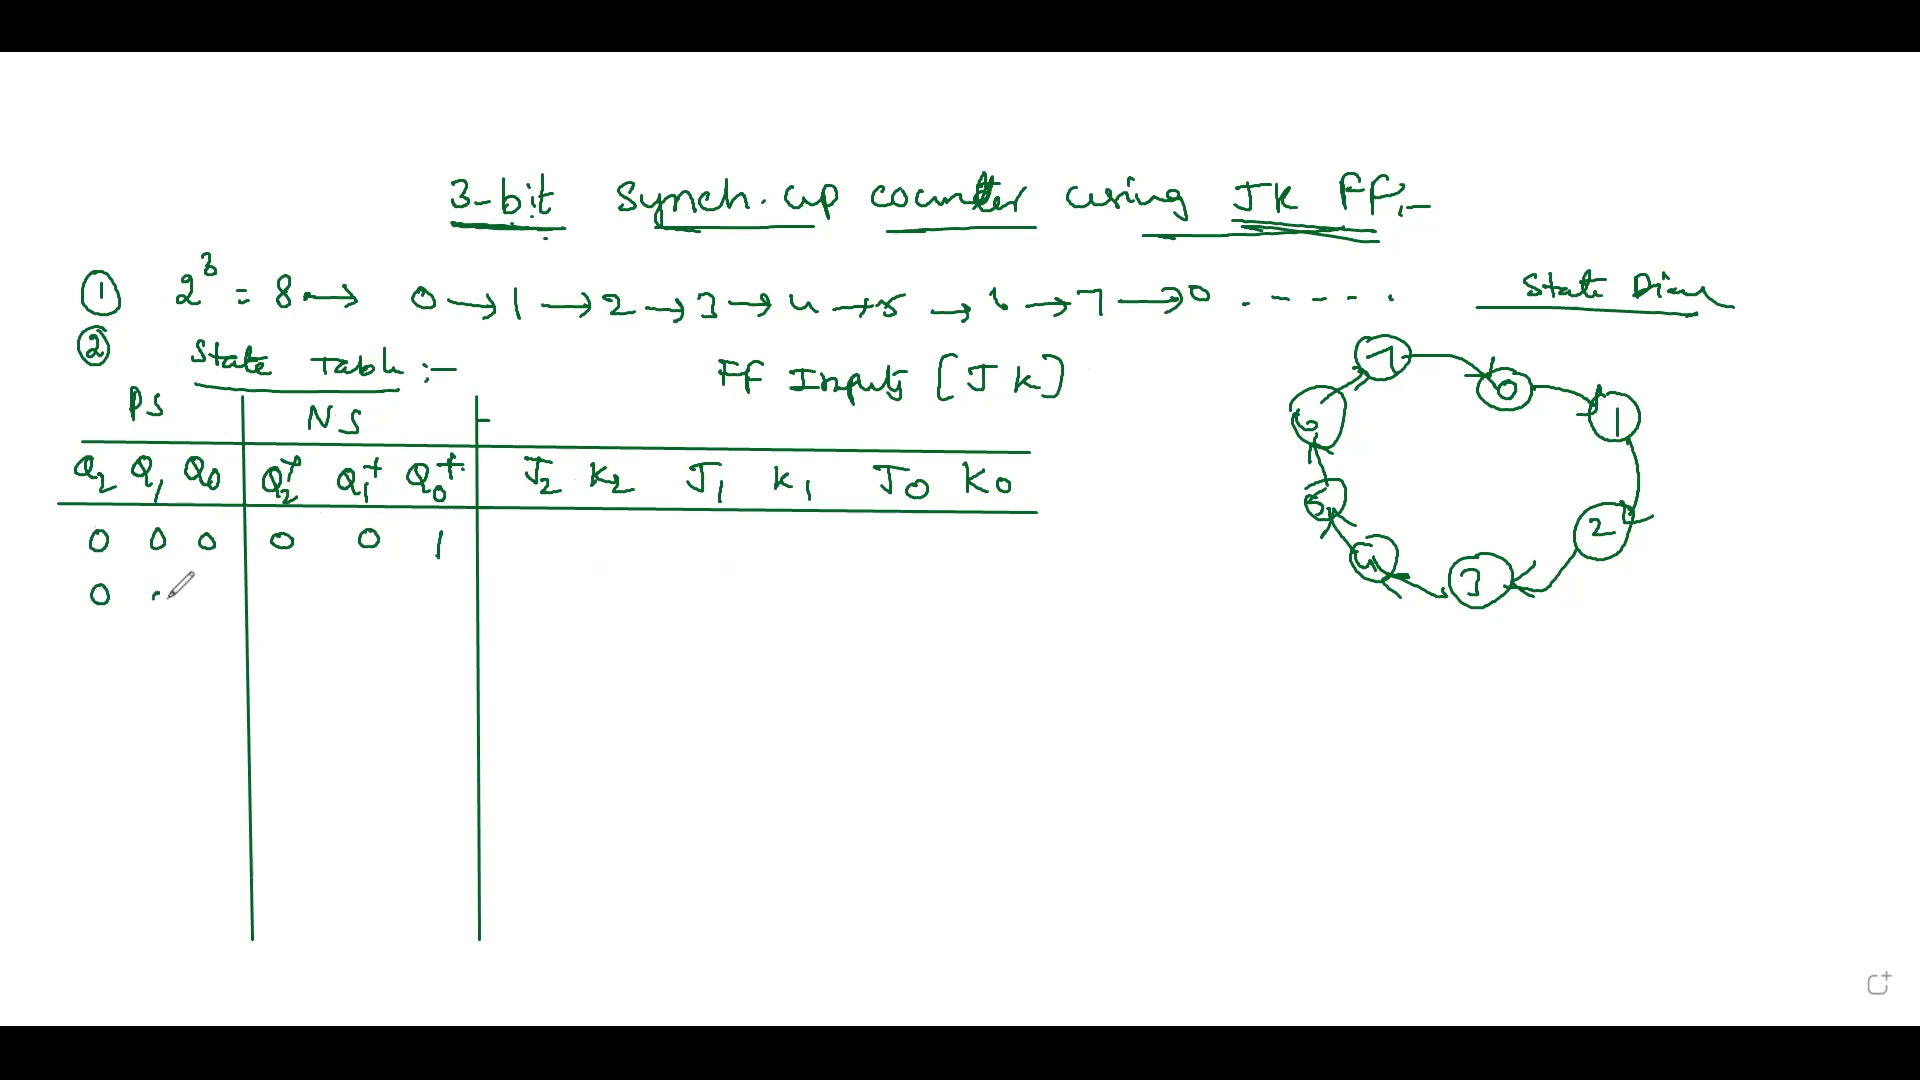 3-bit Synch. up counter using JK FF:-
① 2³ = 8 → 0 → 1 → 2 → 3 → 4 → 5 → 6 → 7 → 0 . - - - - .
State Diam
② State Table :-
FF Inputs [J K]
PS NS
Q₂ Q₁ Q₀ Q₂⁺ Q₁⁺ Q₀⁺ J₂ K₂ J₁ K₁ J₀ K₀
0 0 0 0 0 1
0
7 0 1 2 3 4 5 6